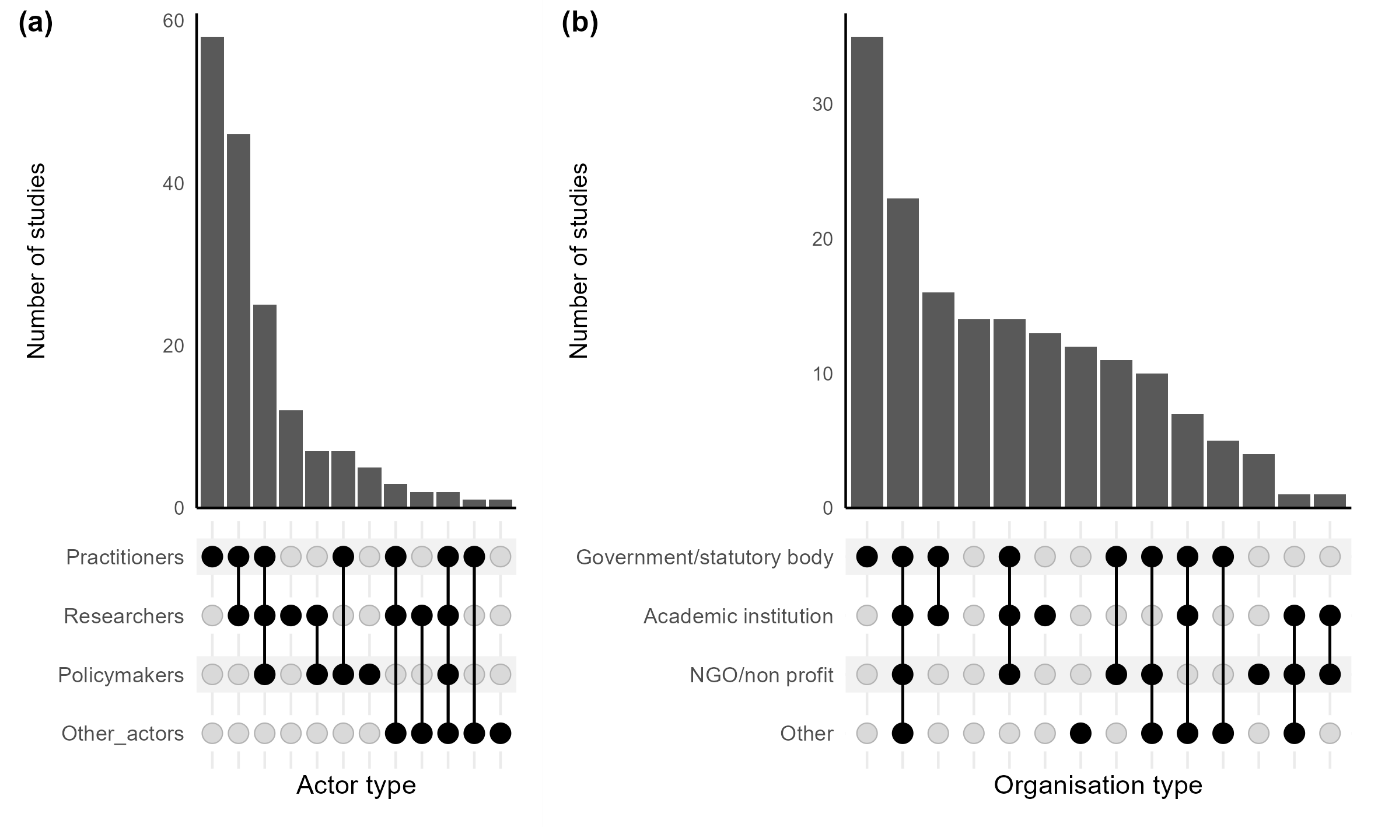 (a)
Number of studies
60
40
20
0
Practitioners
Researchers
Policymakers
Other_actors
Actor type
(b)
Number of studies
30
20
10
0
Government/statutory body
Academic institution
NGO/non profit
Other
Organisation type